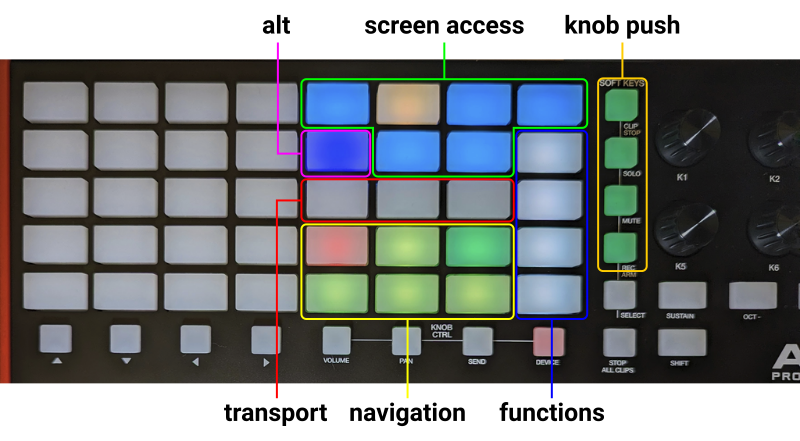 alt
screen access
knob push
SOFT KEYS
CLIP
STOP
SOLO
K1
K2
MUTE
K5
K6
REC
ARM
SELECT
SUSTAIN
OCT -
KNOB
CTRL
VOLUME
PAN
SEND
DEVICE
STOP
ALL CLIPS
SHIFT
PRO
transport
navigation
functions